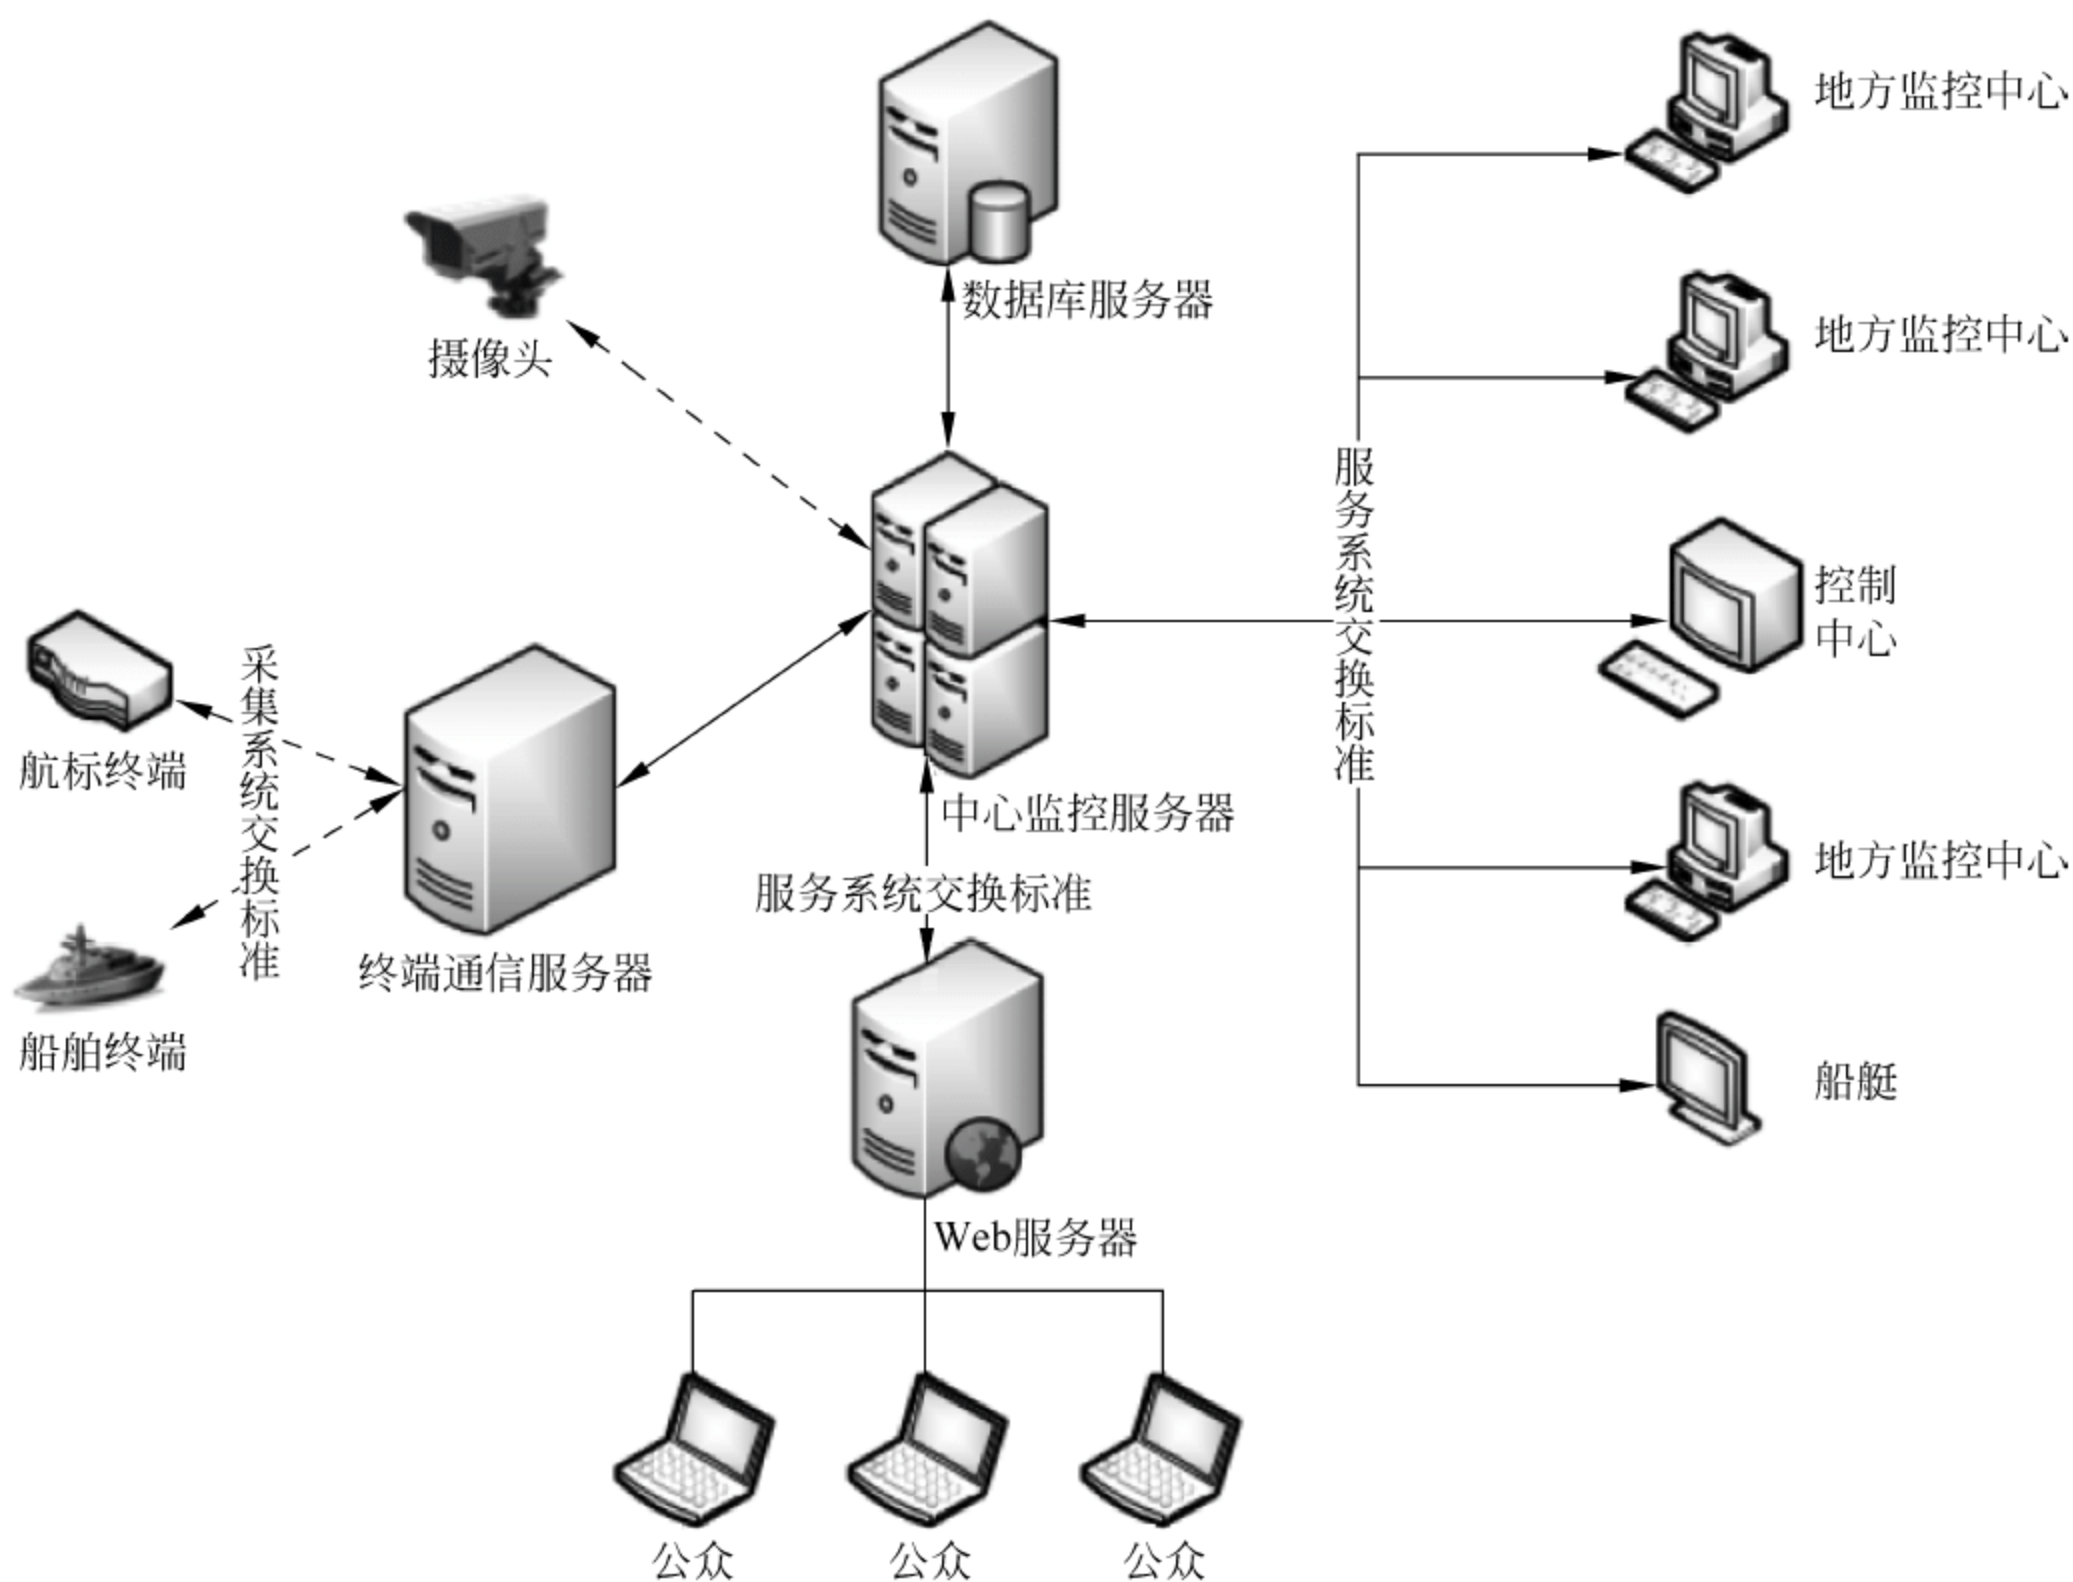 地方监控中心
数据库服务器
地方监控中心
摄像头
服务系统交换标准
控制
中心
采集系统交换标准
航标终端
中心监控服务器
地方监控中心
服务系统交换标准
终端通信服务器
船舶终端
船艇
Web服务器
公众
公众
公众